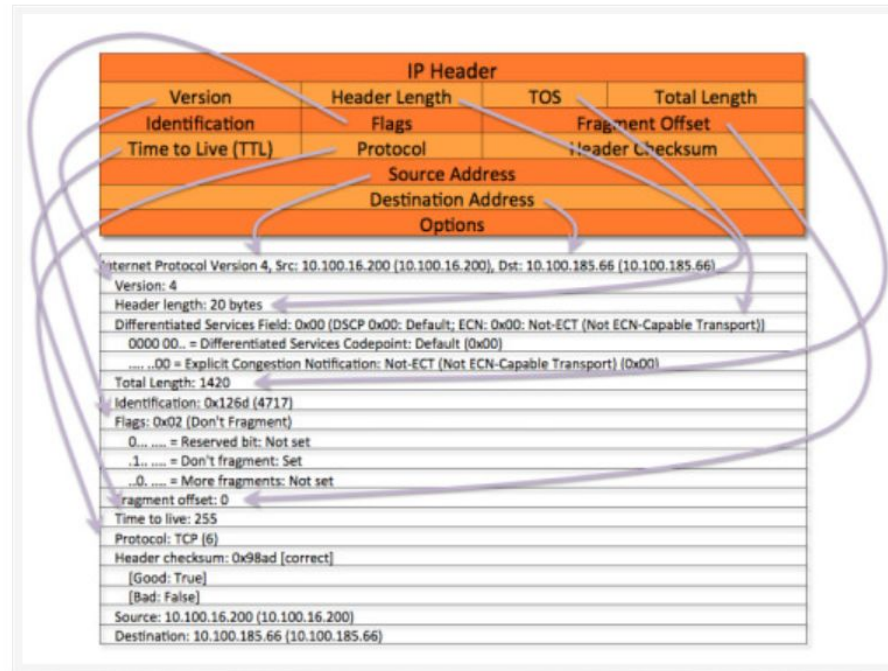 IP Header
Version Header Length TOS Total Length
Identification Flags Fragment Offset
Time to Live (TTL) Protocol Header Checksum
Source Address
Destination Address
Options
Internet Protocol Version 4, Src: 10.100.16.200 (10.100.16.200), Dst: 10.100.185.66 (10.100.185.66)
Version: 4
Header length: 20 bytes
Differentiated Services Field: 0x00 (DSCP 0x00: Default; ECN: 0x00: Not-ECT (Not ECN-Capable Transport))
0000 00.. = Differentiated Services Codepoint: Default (0x00)
.... ..00 = Explicit Congestion Notification: Not-ECT (Not ECN-Capable Transport) (0x00)
Total Length: 1420
Identification: 0x126d (4717)
Flags: 0x02 (Don't Fragment)
0... .... = Reserved bit: Not set
.1.. .... = Don't fragment: Set
..0. .... = More fragments: Not set
Fragment offset: 0
Time to live: 255
Protocol: TCP (6)
Header checksum: 0x98ad [correct]
[Good: True]
[Bad: False]
Source: 10.100.16.200 (10.100.16.200)
Destination: 10.100.185.66 (10.100.185.66)